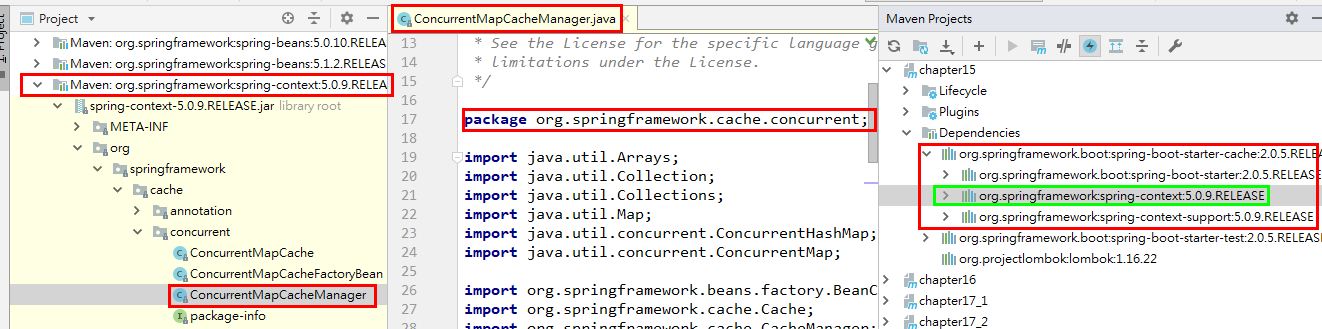 1: Project
Project
Maven: org.springframework:spring-beans:5.0.10.RELEAS
Maven: org.springframework:spring-beans:5.1.2.RELEASE
Maven: org.springframework:spring-context:5.0.9.RELEA
spring-context-5.0.9.RELEASE.jar library root
META-INF
org
springframework
cache
annotation
concurrent
ConcurrentMapCache
ConcurrentMapCacheFactoryBean
ConcurrentMapCacheManager
package-info
ConcurrentMapCacheManager.java
13 * See the License for the specific language g
14 * limitations under the License.
15 */
16
17 package org.springframework.cache.concurrent;
18
19 import java.util.Arrays;
20 import java.util.Collection;
21 import java.util.Collections;
22 import java.util.Map;
23 import java.util.concurrent.ConcurrentHashMap;
24 import java.util.concurrent.ConcurrentMap;
26 import org.springframework.beans.factory.BeanC
27 import org.springframework.cache.Cache;
28 import org.springframework.cache.CacheManager;
Maven Projects
chapter15
Lifecycle
Plugins
Dependencies
org.springframework.boot:spring-boot-starter-cache:2.0.5.RELEA
org.springframework.boot:spring-boot-starter:2.0.5.RELEAS
org.springframework:spring-context:5.0.9.RELEASE
org.springframework:spring-context-support:5.0.9.RELEASE
org.springframework.boot:spring-boot-starter-test:2.0.5.RELEAS
org.projectlombok:lombok:1.16.22
chapter16
chapter17_1
chapter17_2